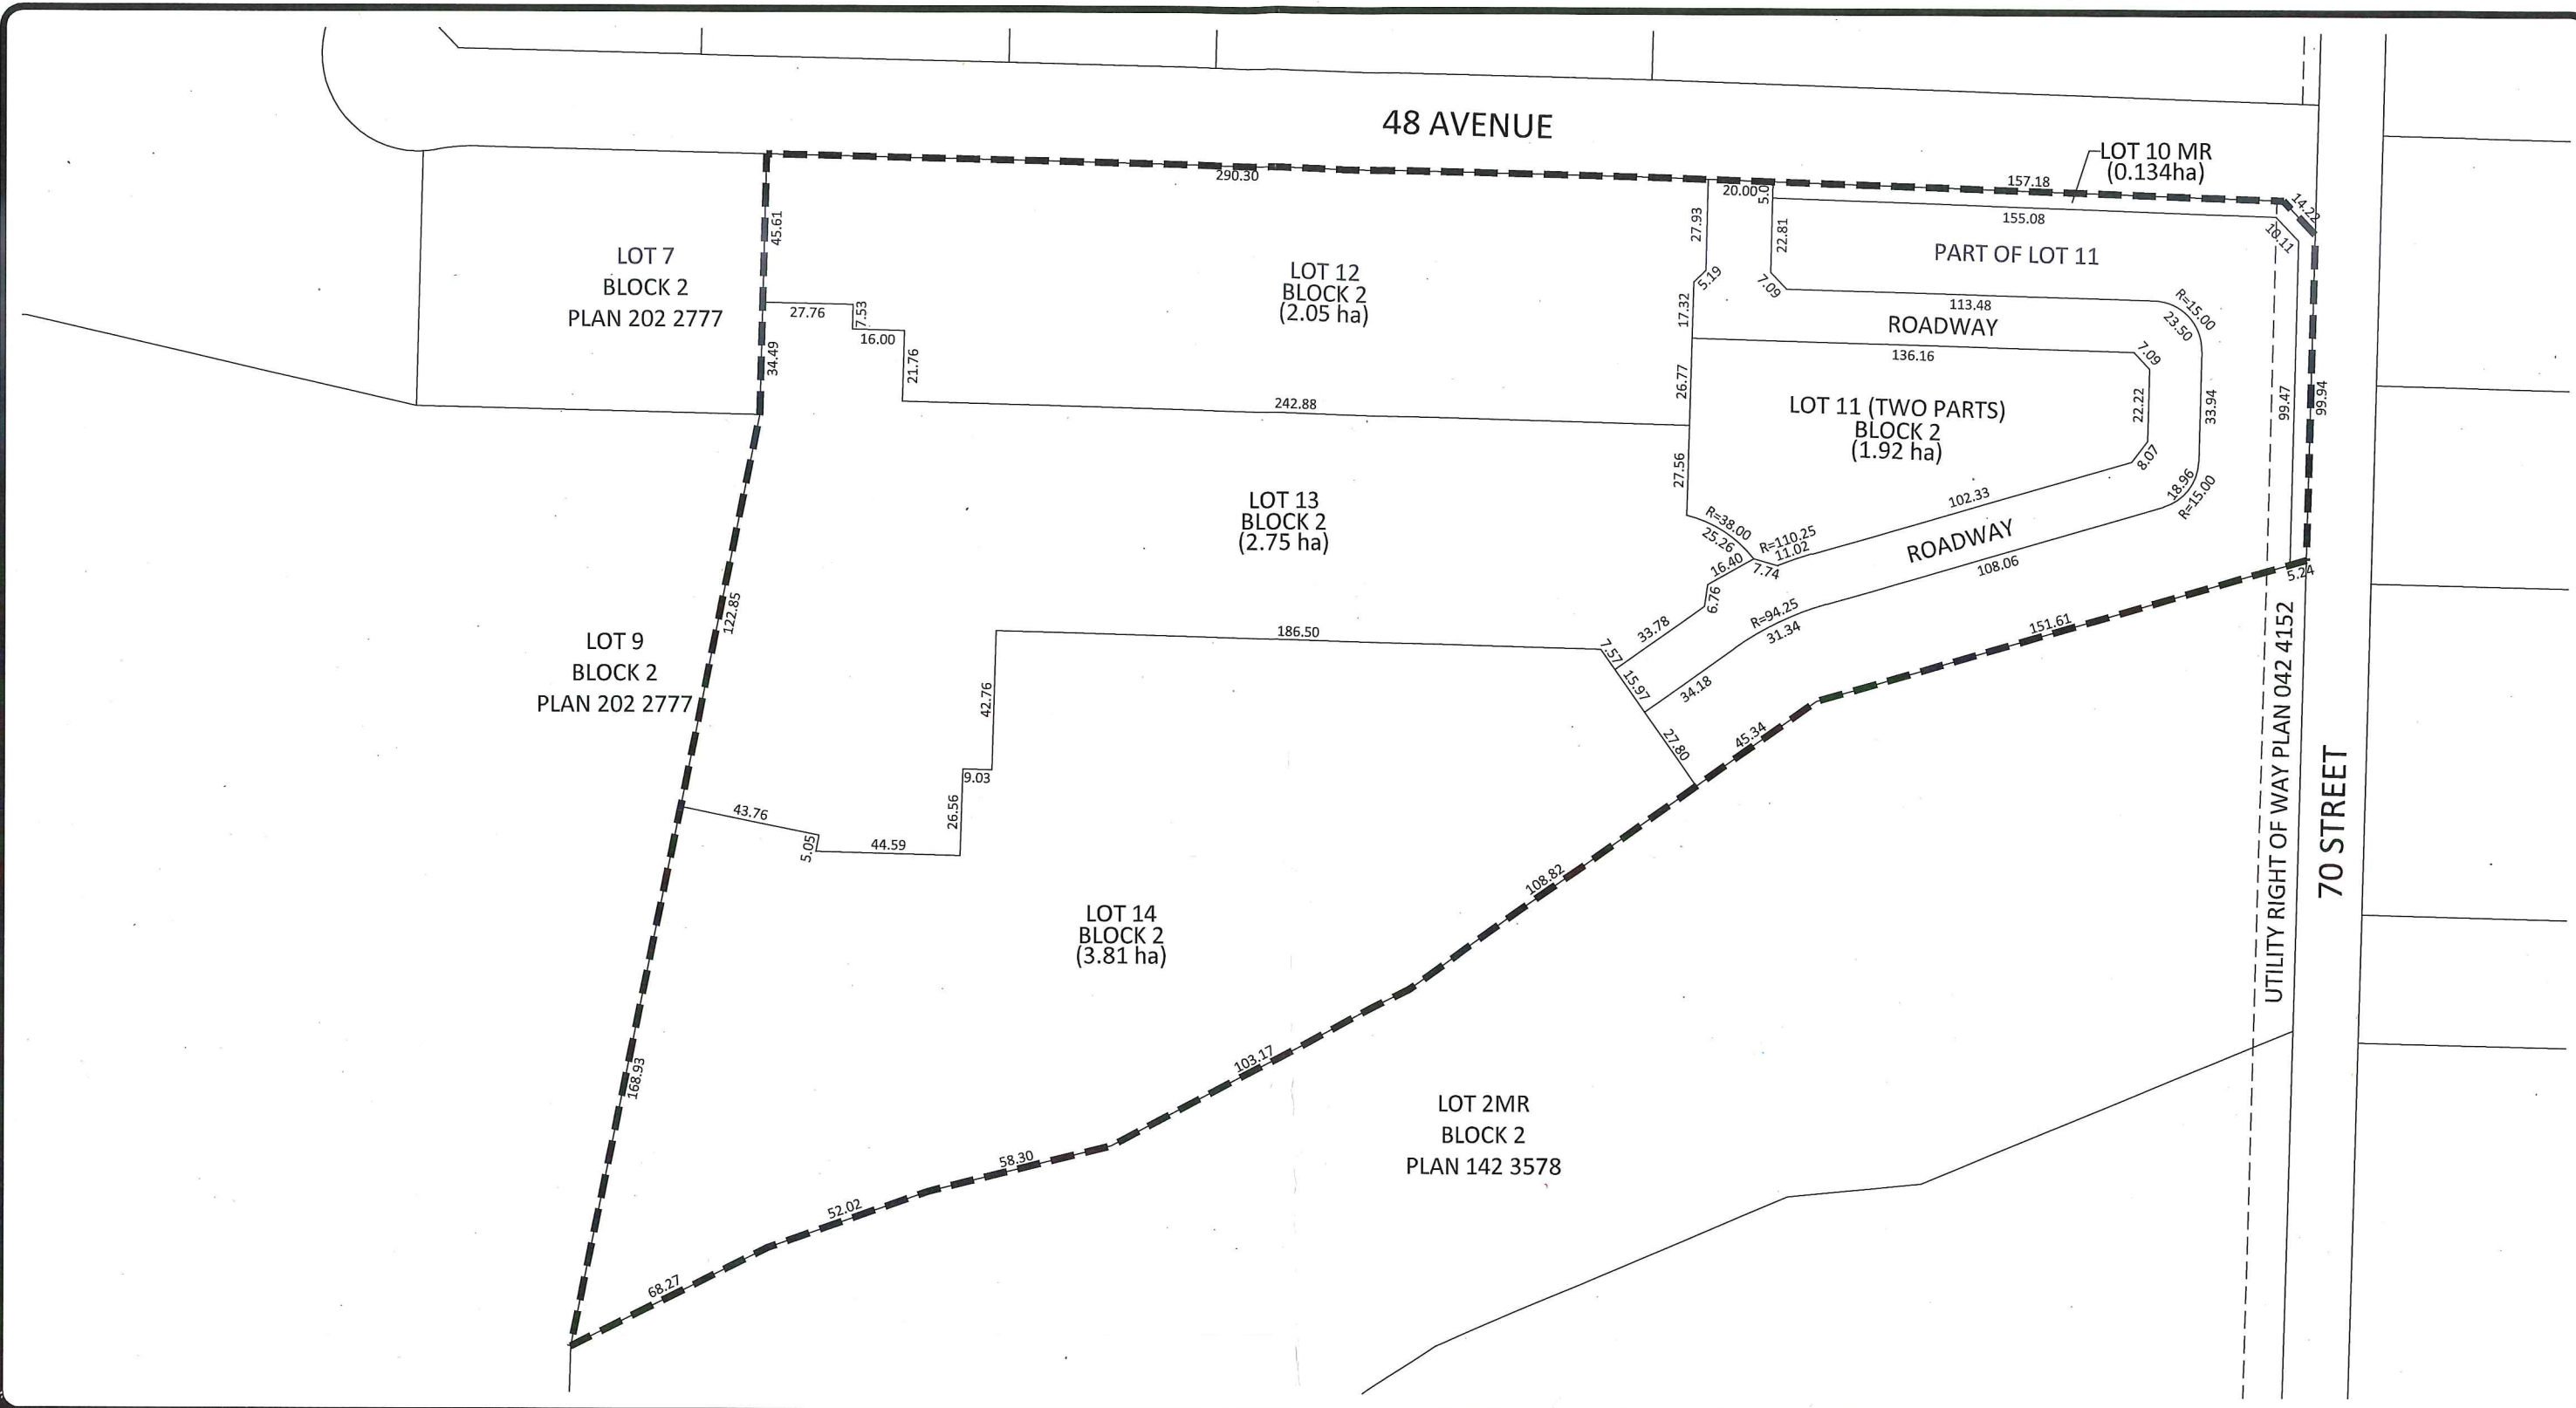 48 AVENUE
LOT 10 MR
(0.134ha)
290.30
20.00
5.0
157.18
14.22
155.08
10.11
45.61
27.93
22.81
LOT 7
BLOCK 2
PLAN 202 2777
LOT 12
BLOCK 2
(2.05 ha)
PART OF LOT 11
5.19
7.09
27.76
7.53
16.00
17.32
113.48
R=15.00
23.50
ROADWAY
34.49
21.76
136.16
7.09
26.77
242.88
LOT 11 (TWO PARTS)
BLOCK 2
(1.92 ha)
22.22
33.94
99.47
99.94
8.07
27.56
LOT 13
BLOCK 2
(2.75 ha)
102.33
18.96
R=15.00
R=38.00
25.26
R=110.25
11.02
ROADWAY
16.40
7.74
108.06
5.24
6.76
122.85
LOT 9
BLOCK 2
PLAN 202 2777
186.50
33.78
R=94.25
31.34
7.57
15.97
34.18
151.61
42.76
27.80
45.34
9.03
43.76
26.56
5.05
44.59
UTILITY RIGHT OF WAY PLAN 042 4152
70 STREET
108.82
LOT 14
BLOCK 2
(3.81 ha)
168.93
103.17
LOT 2MR
BLOCK 2
PLAN 142 3578
58.30
52.02
68.27